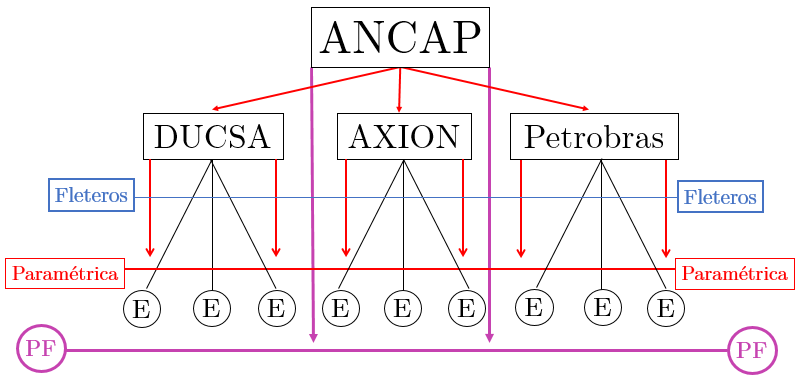 ANCAP
DUCSA AXION Petrobras
Fleteros Fleteros
Paramétrica Paramétrica
E E E E E E E E E
PF PF